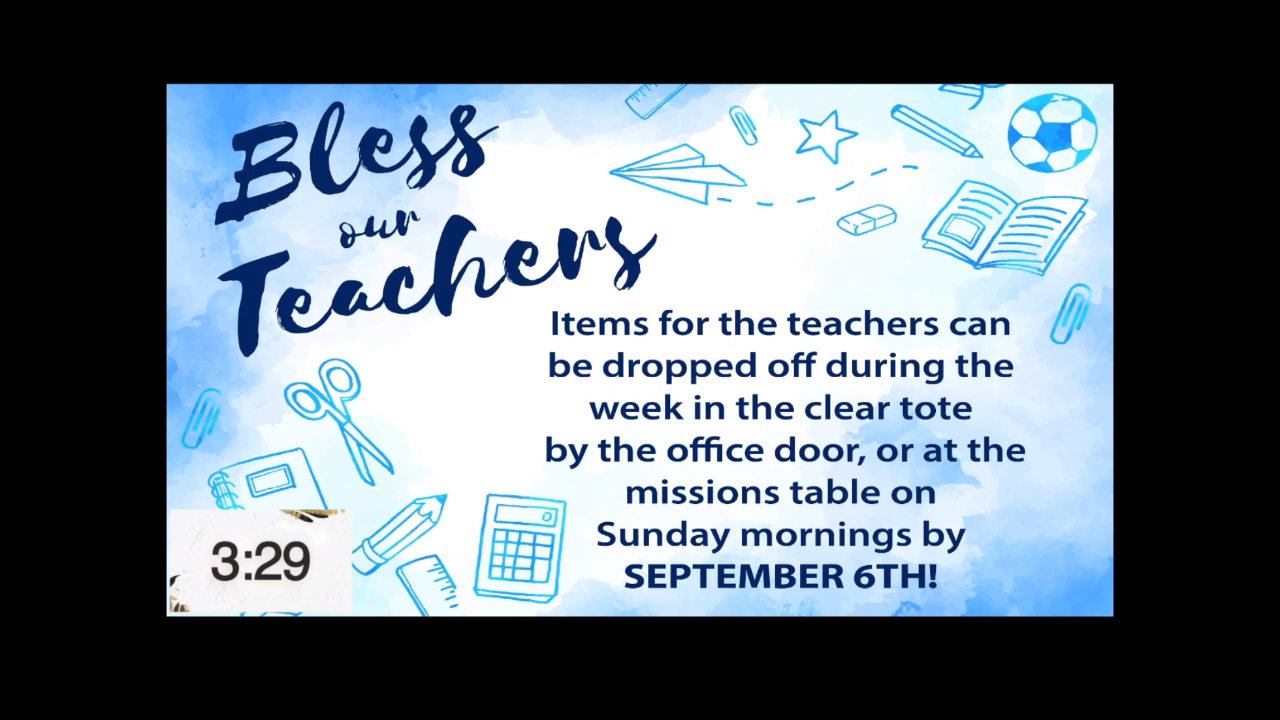 Bless
our
Teachers
Items for the teachers can
be dropped off during the
week in the clear tote
by the office door, or at the
missions table on
Sunday mornings by
SEPTEMBER 6TH!
3:29